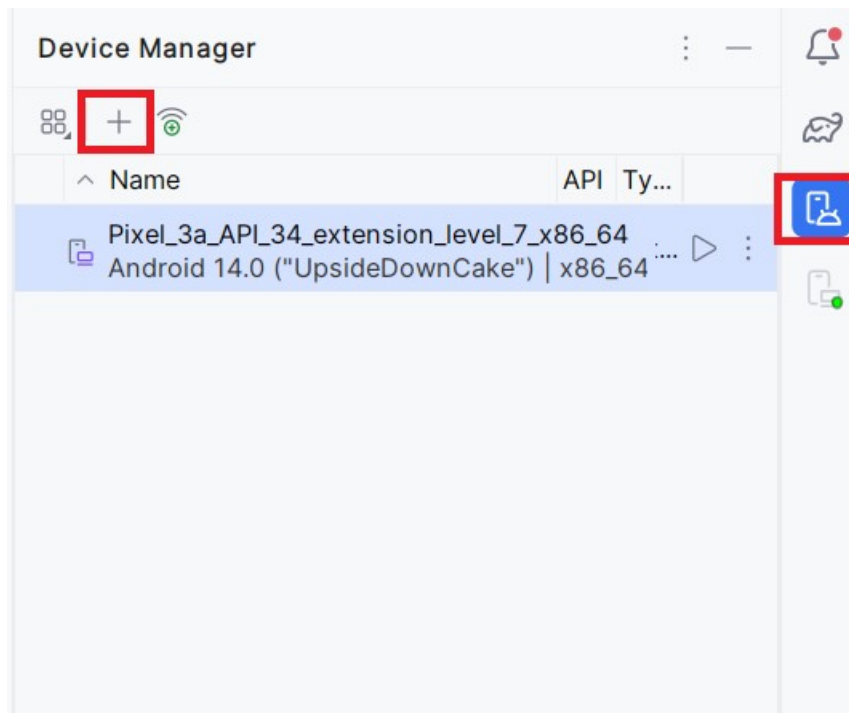 Device Manager
Name API Ty...
Pixel_3a_API_34_extension_level_7_x86_64
Android 14.0 ("UpsideDownCake") | x86_64 ....